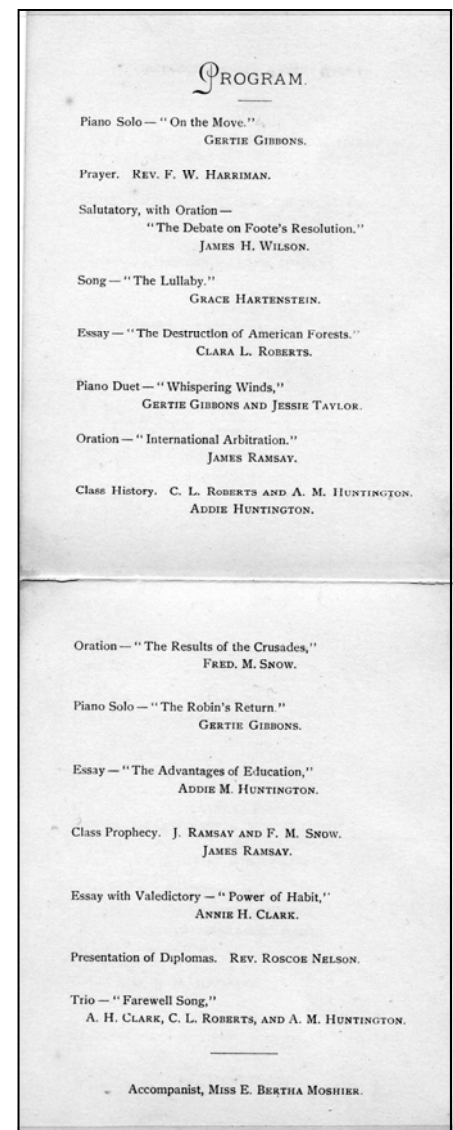 PROGRAM.
Piano Solo — "On the Move."
GERTIE GIBBONS.
Prayer. REV. F. W. HARRIMAN.
Salutatory, with Oration —
"The Debate on Foote's Resolution."
JAMES H. WILSON.
Song — "The Lullaby."
GRACE HARTENSTEIN.
Essay — "The Destruction of American Forests."
CLARA L. ROBERTS.
Piano Duet — "Whispering Winds,"
GERTIE GIBBONS AND JESSIE TAYLOR.
Oration — "International Arbitration."
JAMES RAMSAY.
Class History. C. L. ROBERTS AND A. M. HUNTINGTON.
ADDIE HUNTINGTON.
Oration — "The Results of the Crusades,"
FRED. M. SNOW.
Piano Solo — "The Robin's Return."
GERTIE GIBBONS.
Essay — "The Advantages of Education,"
ADDIE M. HUNTINGTON.
Class Prophecy. J. RAMSAY AND F. M. SNOW.
JAMES RAMSAY.
Essay with Valedictory — "Power of Habit,"
ANNIE H. CLARK.
Presentation of Diplomas. REV. ROSCOE NELSON.
Trio — "Farewell Song,"
A. H. CLARK, C. L. ROBERTS, AND A. M. HUNTINGTON.
Accompanist, MISS E. BERTHA MOSHIER.